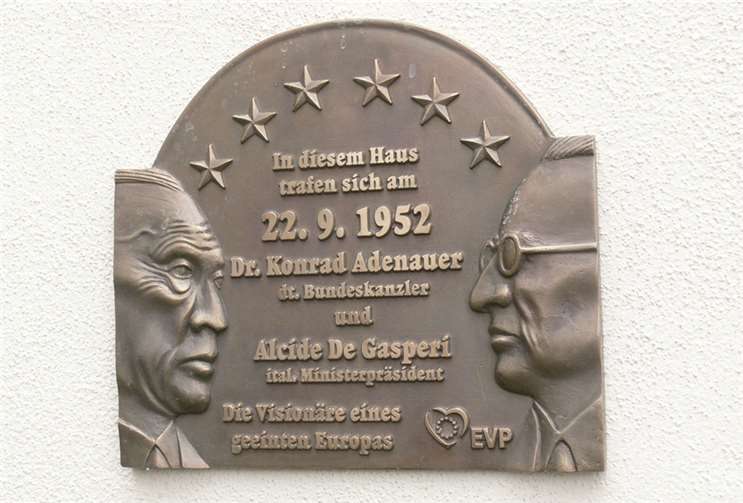 In diesem Haus
trafen sich am
22. 9. 1952
Dr. Konrad Adenauer
dt. Bundeskanzler
und
Alcide De Gasperi
ital. Ministerpräsident
Die Visionäre eines
geeinten Europas
EVP